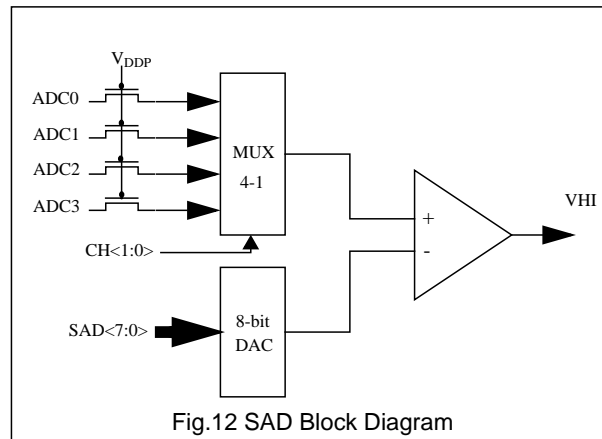 V_DDP
ADC0
ADC1
ADC2
ADC3
MUX
4-1
CH<1:0>
+
-
VHI
SAD<7:0>
8-bit
DAC
Fig.12 SAD Block Diagram